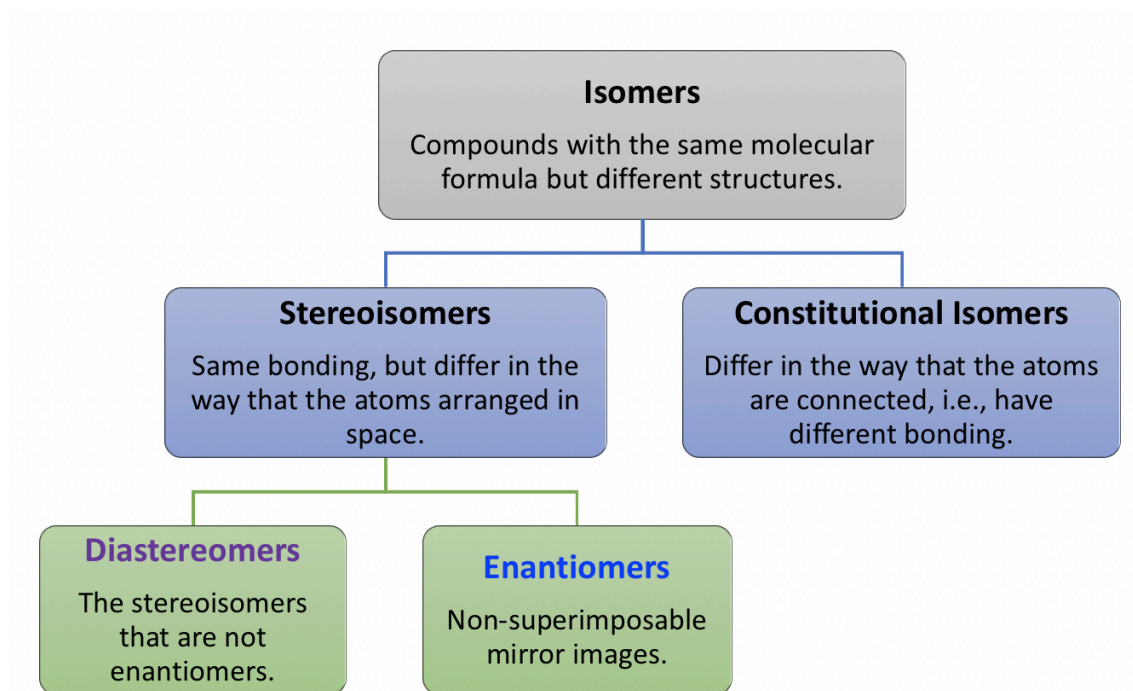 Isomers
Compounds with the same molecular
formula but different structures.
Stereoisomers
Same bonding, but differ in the
way that the atoms arranged in
space.
Constitutional Isomers
Differ in the way that the atoms
are connected, i.e., have
different bonding.
Diastereomers
The stereoisomers
that are not
enantiomers.
Enantiomers
Non-superimposable
mirror images.